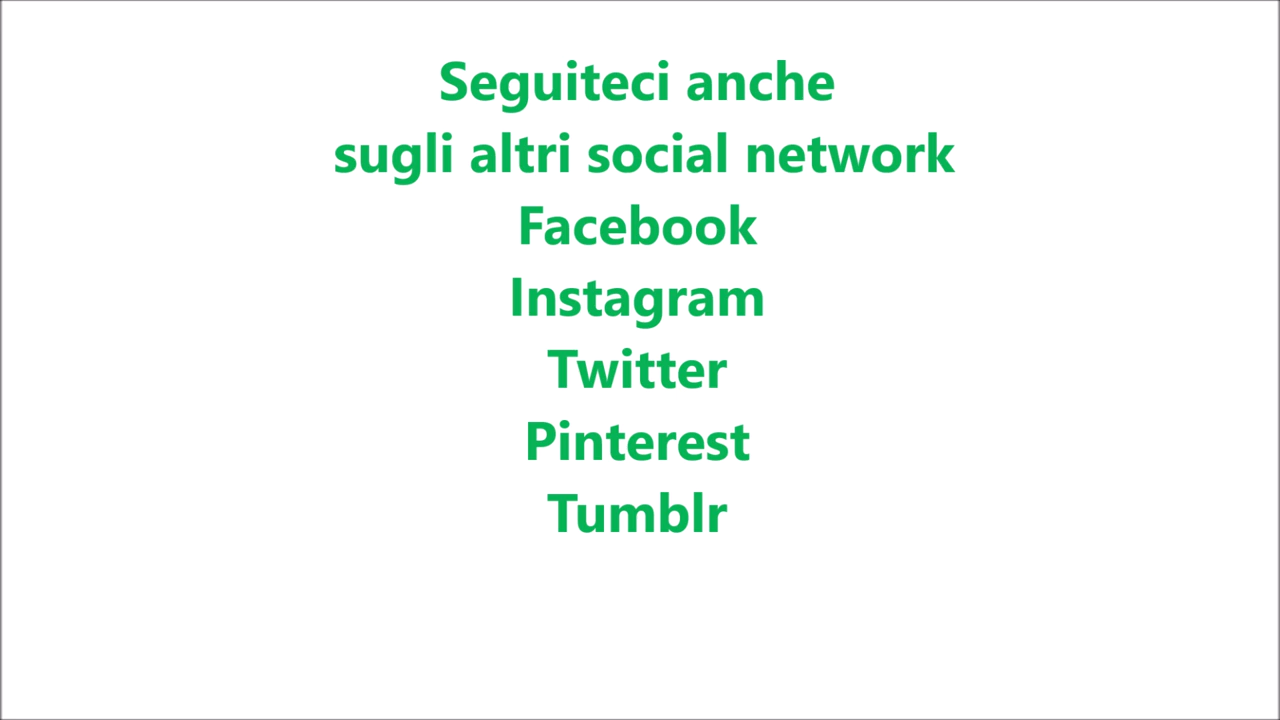 Seguiteci anche
sugli altri social network
Facebook
Instagram
Twitter
Pinterest
Tumblr